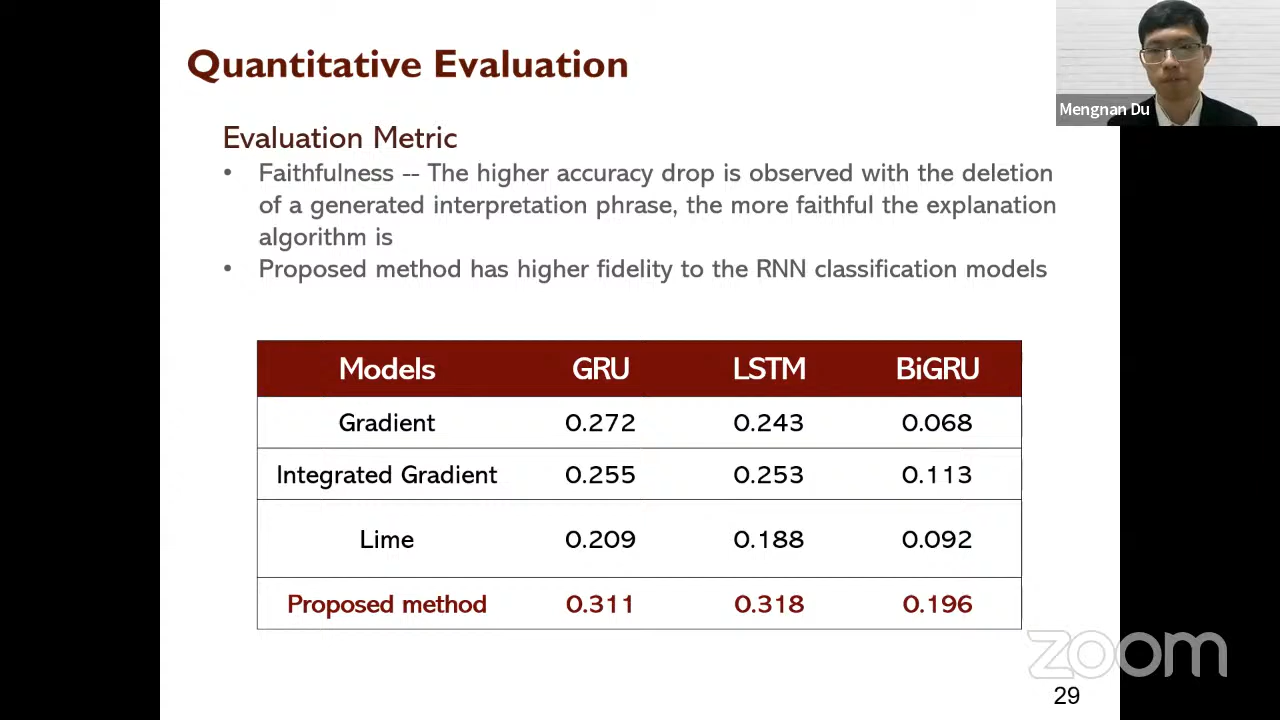 Quantitative Evaluation
Mengnan Du
Evaluation Metric
• Faithfulness -- The higher accuracy drop is observed with the deletion
of a generated interpretation phrase, the more faithful the explanation
algorithm is
• Proposed method has higher fidelity to the RNN classification models
Models GRU LSTM BiGRU
Gradient 0.272 0.243 0.068
Integrated Gradient 0.255 0.253 0.113
Lime 0.209 0.188 0.092
Proposed method 0.311 0.318 0.196
zoom
29